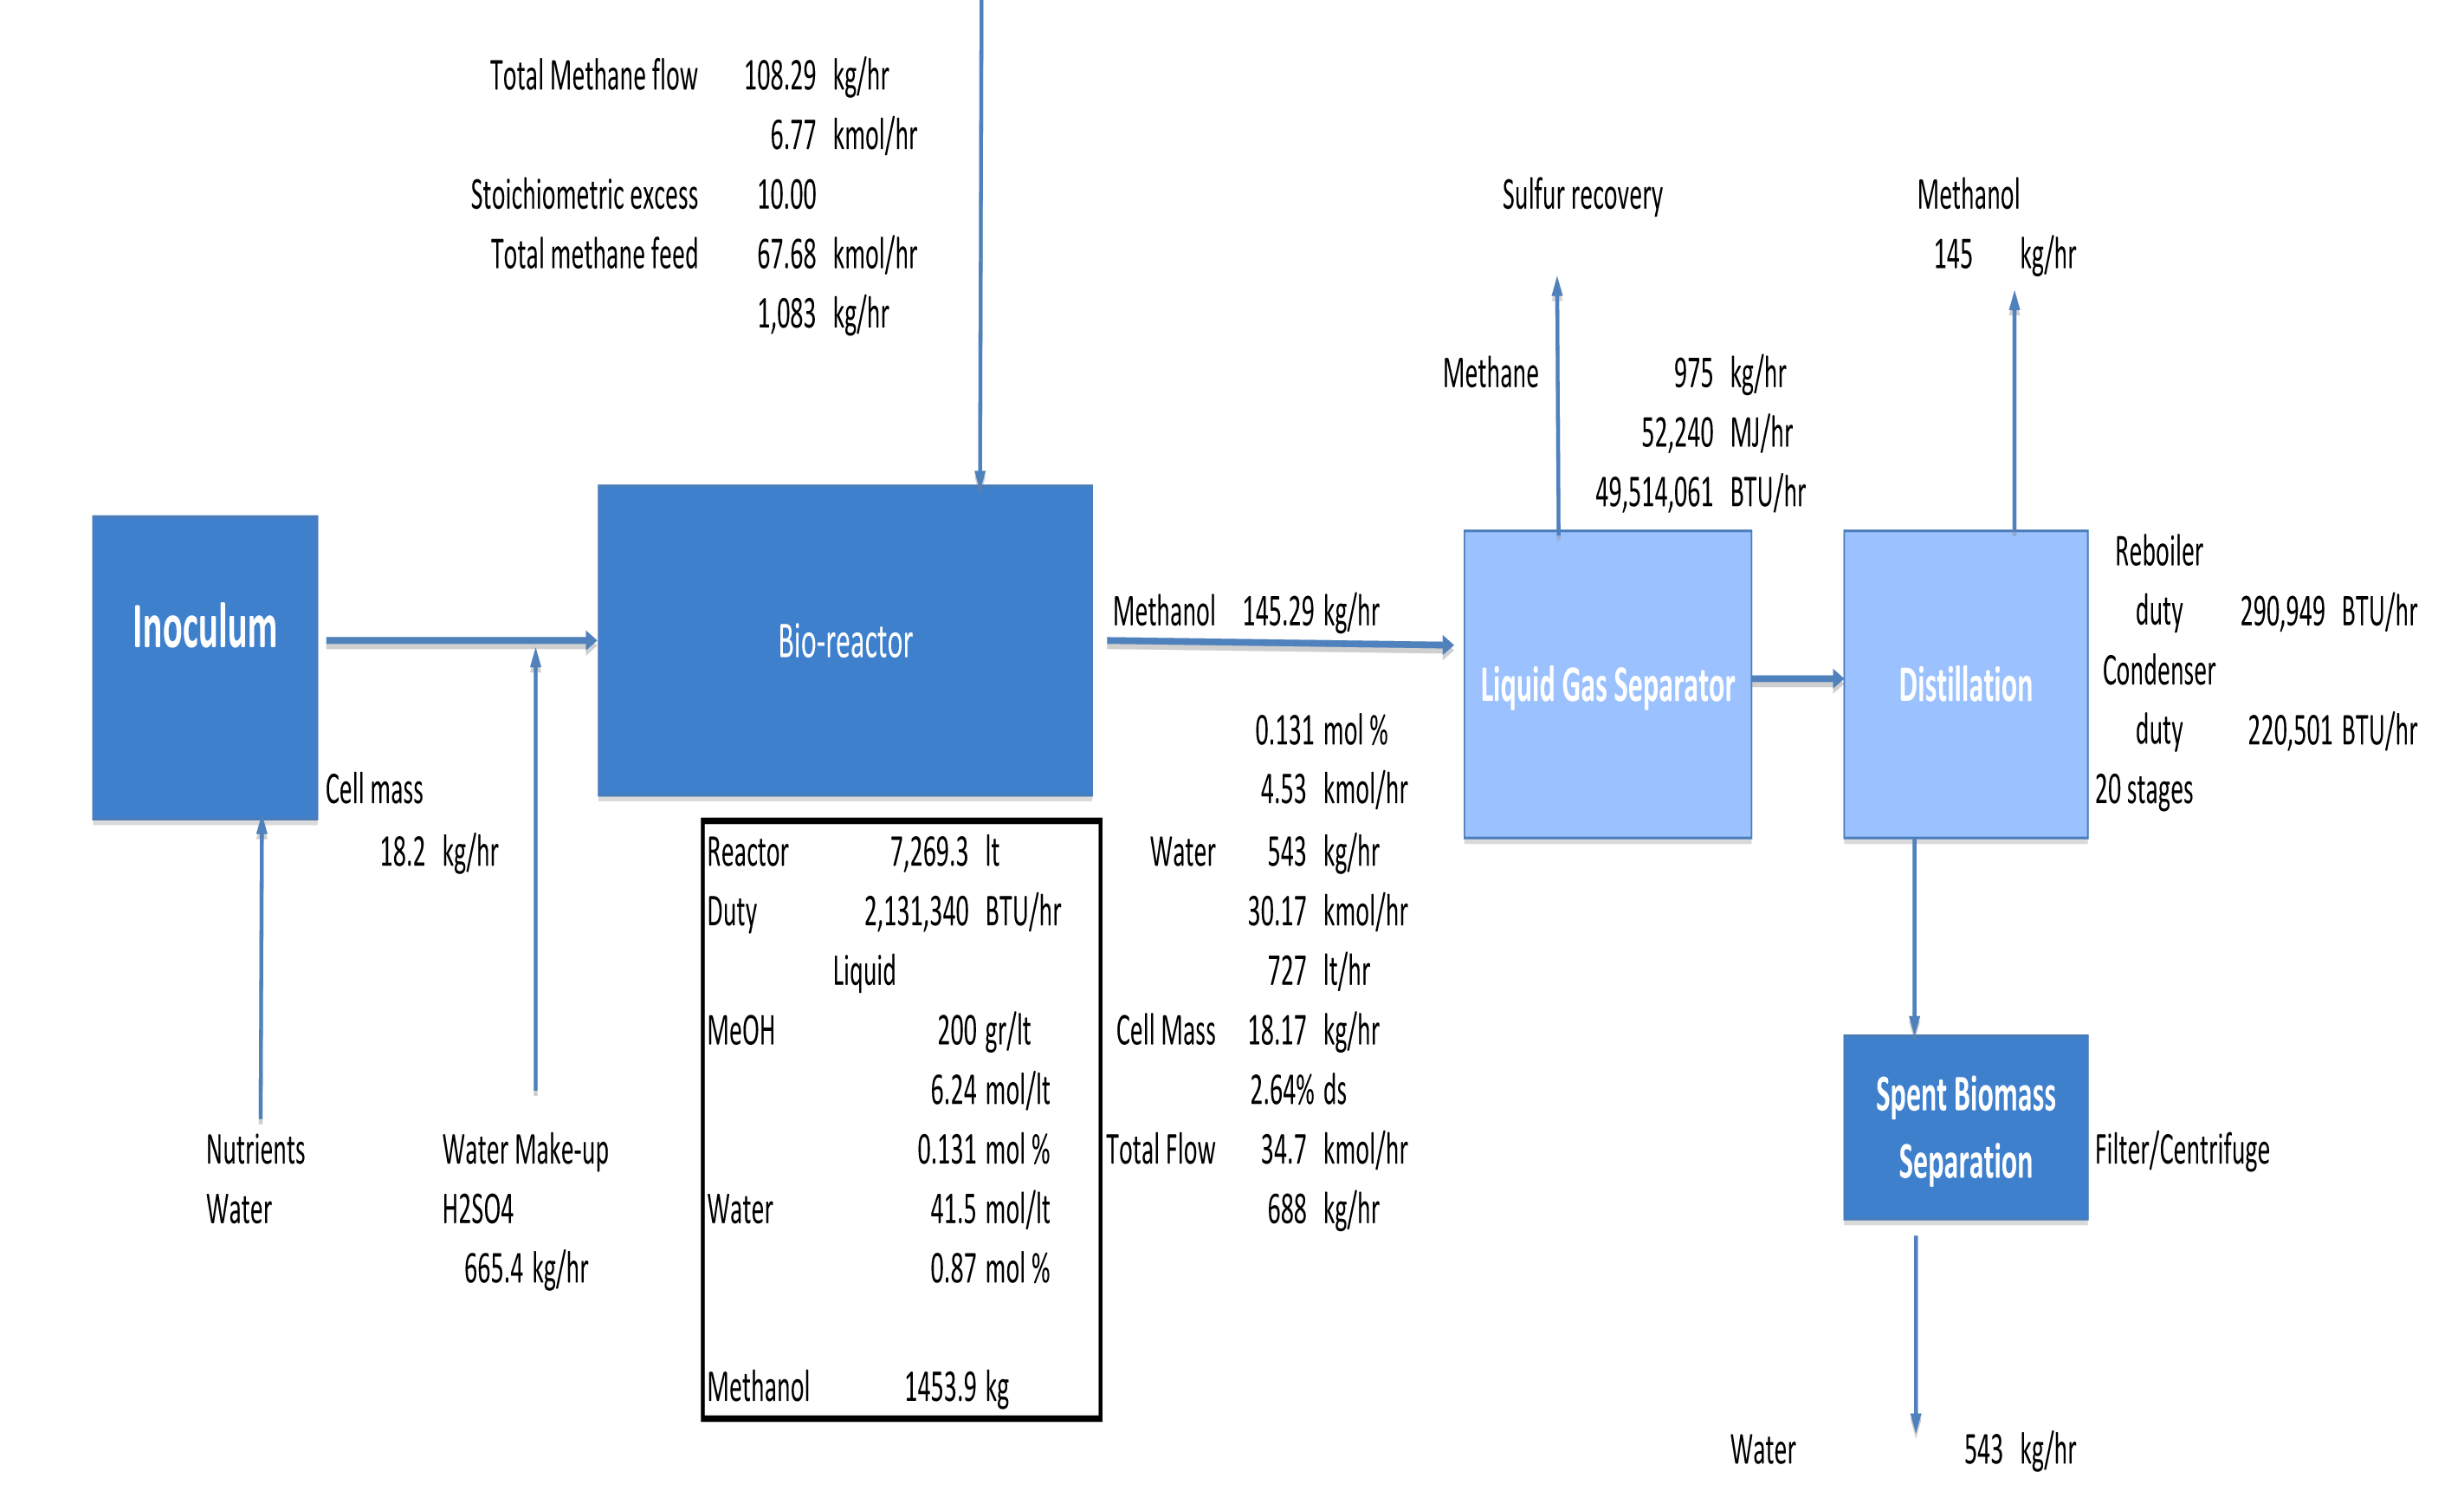 Total Methane flow 108.29 kg/hr
6.77 kmol/hr
Stoichiometric excess 10.00
Total methane feed 67.68 kmol/hr
1,083 kg/hr
Sulfur recovery
Methanol
145 kg/hr
Methane 975 kg/hr
52,240 MJ/hr
49,514,061 BTU/hr
Inoculum
Bio-reactor
Methanol 145.29 kg/hr
0.131 mol %
4.53 kmol/hr
Water 543 kg/hr
30.17 kmol/hr
727 lt/hr
Cell Mass 18.17 kg/hr
2.64% ds
Total Flow 34.7 kmol/hr
688 kg/hr
Liquid Gas Separator
Distillation
Reboiler
duty 290,949 BTU/hr
Condenser
duty 220,501 BTU/hr
20 stages
Cell mass
18.2 kg/hr
Nutrients
Water
Water Make-up
H2SO4
665.4 kg/hr
Reactor 7,269.3 lt
Duty 2,131,340 BTU/hr
Liquid
MeOH 200 gr/lt
6.24 mol/lt
0.131 mol %
Water 41.5 mol/lt
0.87 mol %
Methanol 1453.9 kg
Spent Biomass
Separation
Filter/Centrifuge
Water 543 kg/hr